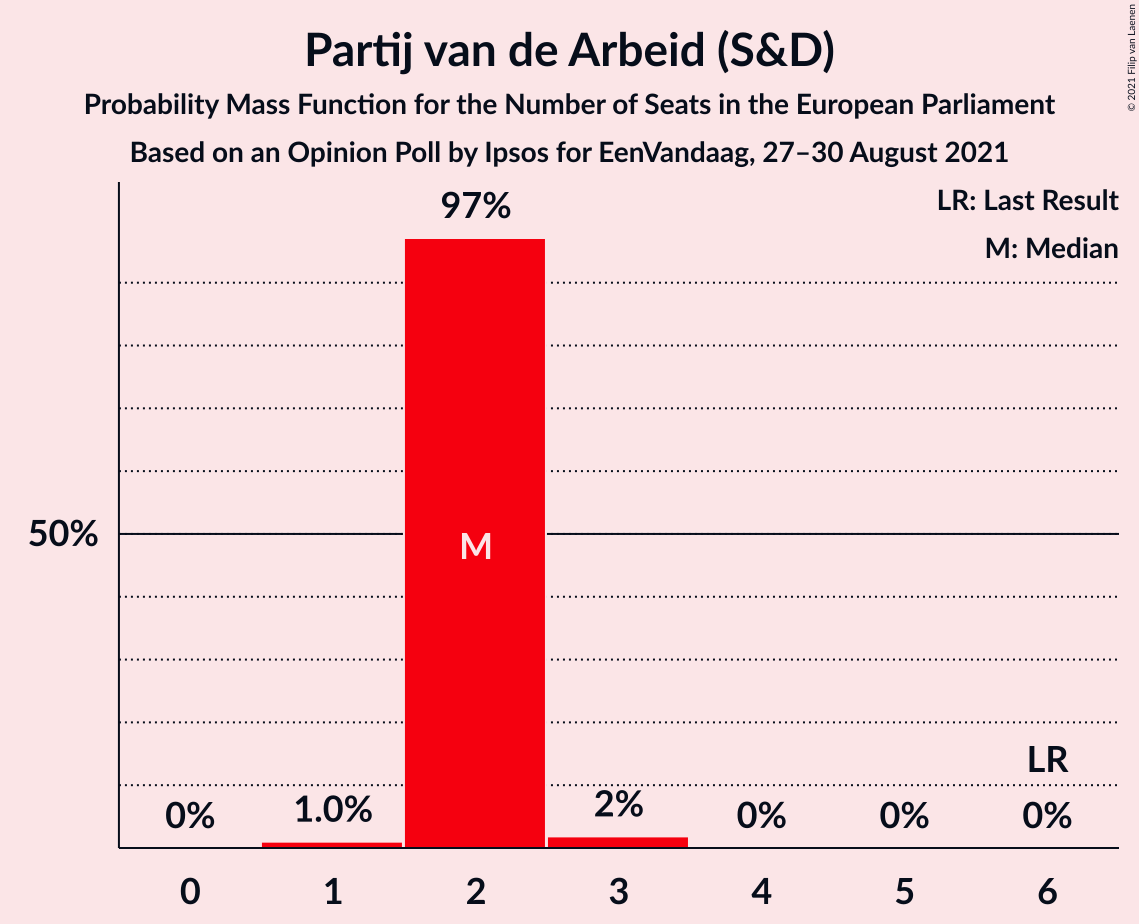 Partij van de Arbeid (S&D)
Probability Mass Function for the Number of Seats in the European Parliament
Based on an Opinion Poll by Ipsos for EenVandaag, 27–30 August 2021
© 2021 Filip van Laenen
LR: Last Result
M: Median
97%
50%
M
LR
0%
1.0%
2%
0%
0%
0%
0
1
2
3
4
5
6